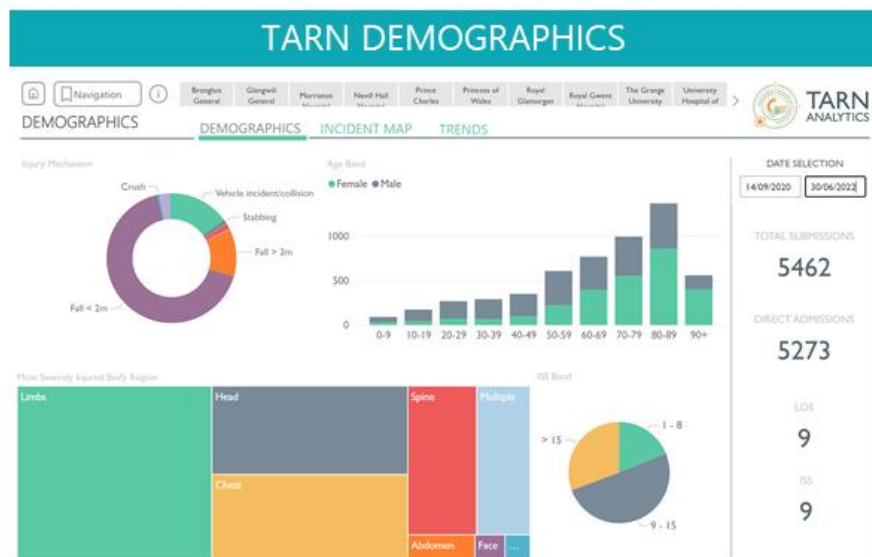 TARN DEMOGRAPHICS
Navigation
i
Bronglais General
Glangwili General
Morriston
Nevill Hall
Prince Charles
Princess of Wales
Royal Glamorgan
Royal Gwent
The Grange University
University Hospital of
TARN
ANALYTICS
DEMOGRAPHICS
DEMOGRAPHICS INCIDENT MAP TRENDS
Injury Mechanism
Crush
Vehicle incident/collision
Stabbing
Fall > 2m
Fall < 2m
Age Band
Female Male
1000
500
0
0-9 10-19 20-29 30-39 40-49 50-59 60-69 70-79 80-89 90+
DATE SELECTION
14/09/2020 30/06/2022
TOTAL SUBMISSIONS
5462
DIRECT ADMISSIONS
5273
LOS
9
ISS
9
Most Severely Injured Body Region
Limbs
Head
Chest
Spine
Multiple
Abdomen
Face
...
ISS Band
1 - 8
> 15
9 - 15